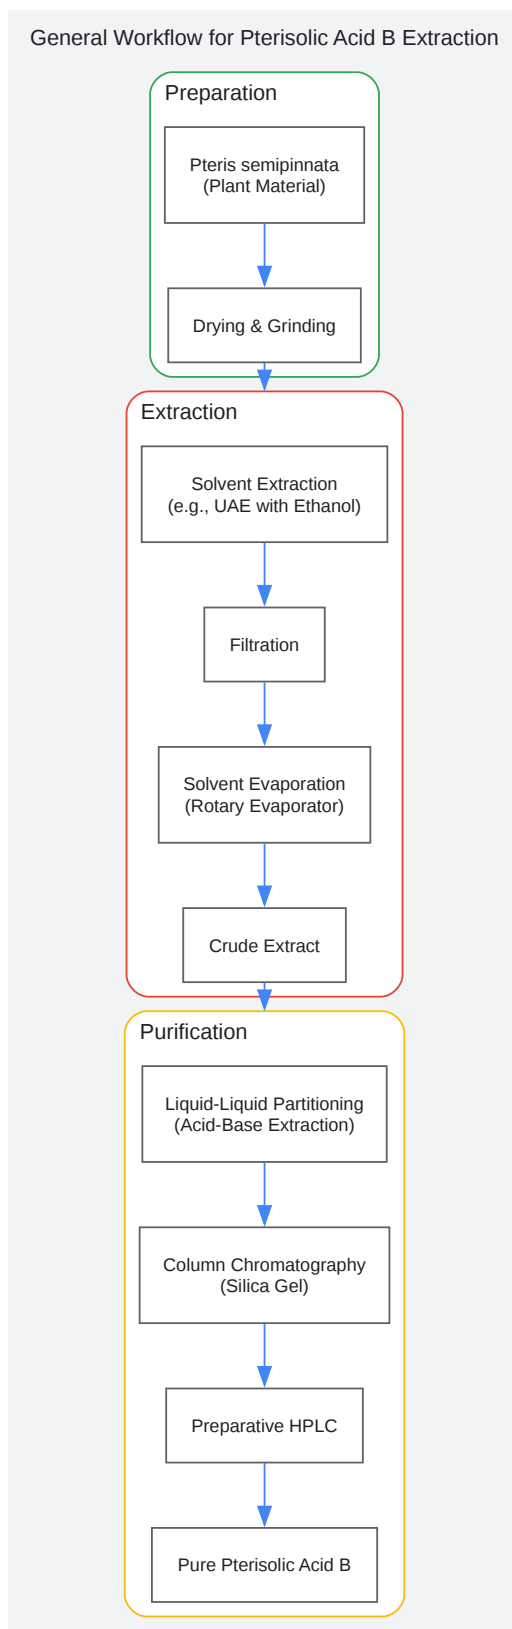 General Workflow for Pterisolic Acid B Extraction
Preparation
Pteris semipinnata
(Plant Material)
Drying & Grinding
Extraction
Solvent Extraction
(e.g., UAE with Ethanol)
Filtration
Solvent Evaporation
(Rotary Evaporator)
Crude Extract
Purification
Liquid-Liquid Partitioning
(Acid-Base Extraction)
Column Chromatography
(Silica Gel)
Preparative HPLC
Pure Pterisolic Acid B